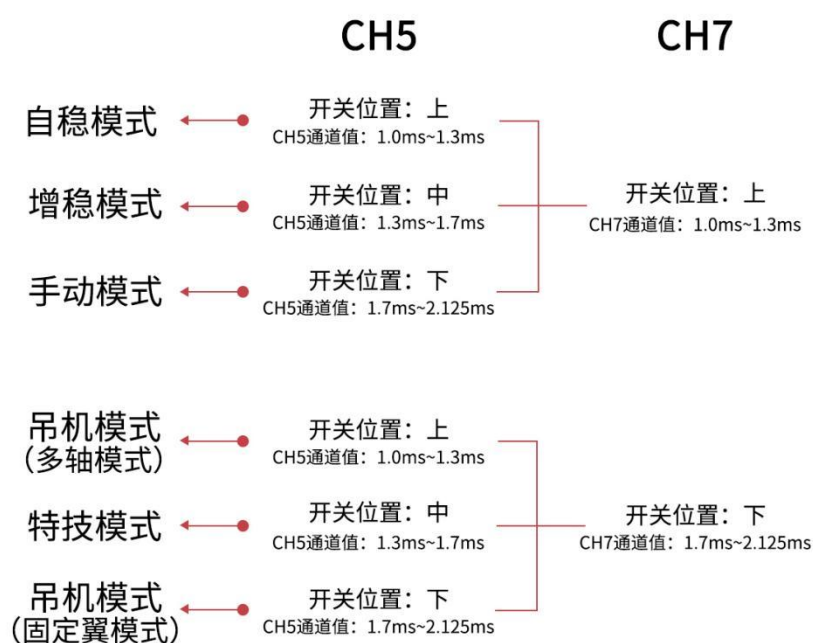 CH5 CH7
自稳模式 开关位置：上
CH5通道值：1.0ms~1.3ms
增稳模式 开关位置：中
CH5通道值：1.3ms~1.7ms
开关位置：上
CH7通道值：1.0ms~1.3ms
手动模式 开关位置：下
CH5通道值：1.7ms~2.125ms
吊机模式
（多轴模式）
开关位置：上
CH5通道值：1.0ms~1.3ms
特技模式 开关位置：中
CH5通道值：1.3ms~1.7ms
开关位置：下
CH7通道值：1.7ms~2.125ms
吊机模式
（固定翼模式）
开关位置：下
CH5通道值：1.7ms~2.125ms